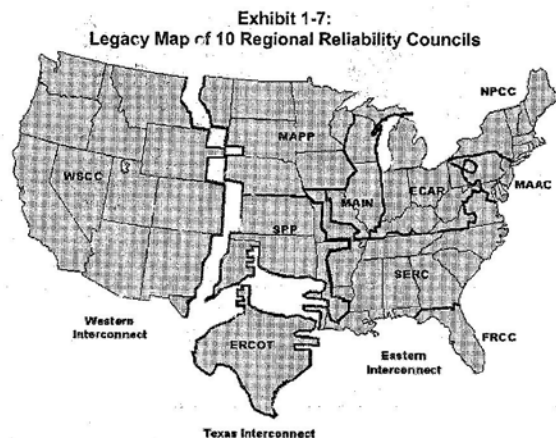 Exhibit 1-7:
Legacy Map of 10 Regional Reliability Councils
NPCC
MAPP
WSCC
MAIN
ECAR
MAAC
SPP
SERC
Western
Interconnect
ERCOT
Eastern
Interconnect
FRCC
Texas Interconnect